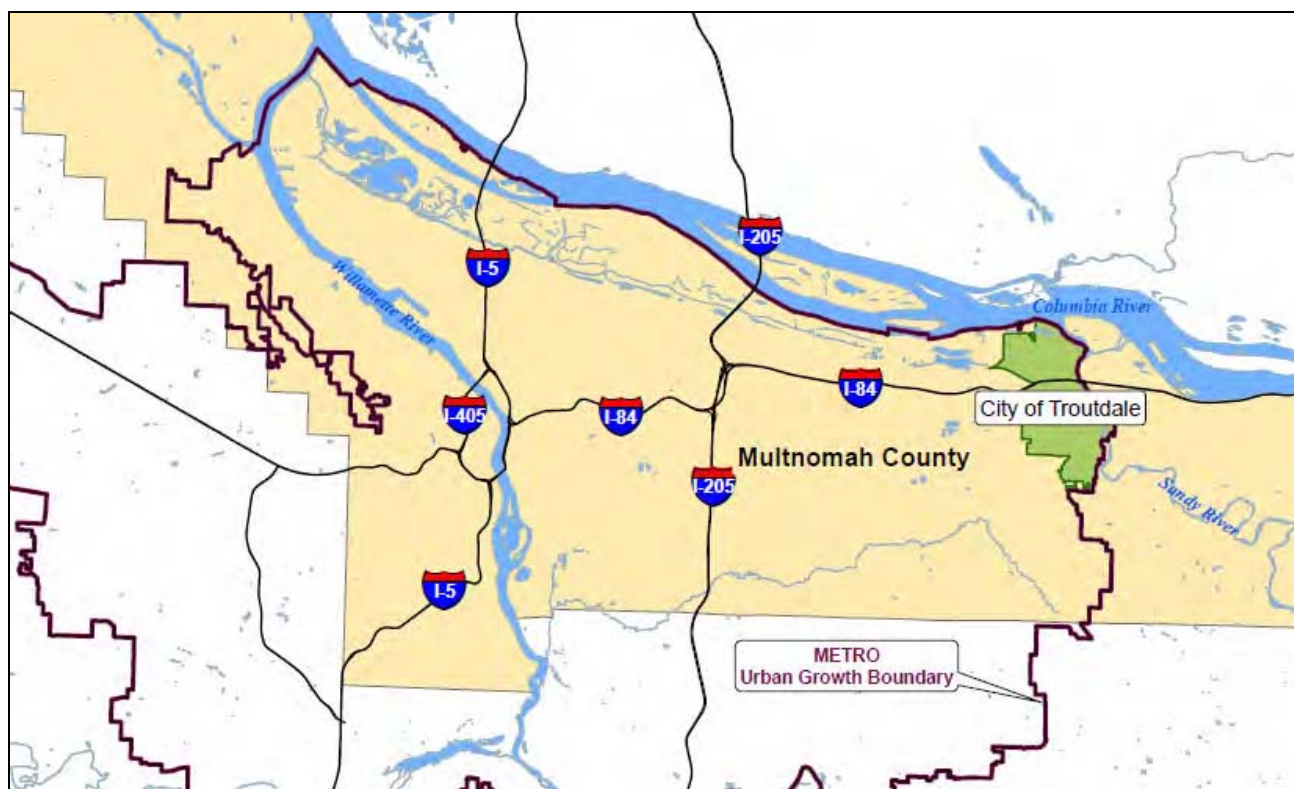 I-205
I-5
Willamette River
Columbia River
I-84
I-405
I-84
City of Troutdale
Multnomah County
I-205
Sandy River
I-5
METRO
Urban Growth Boundary